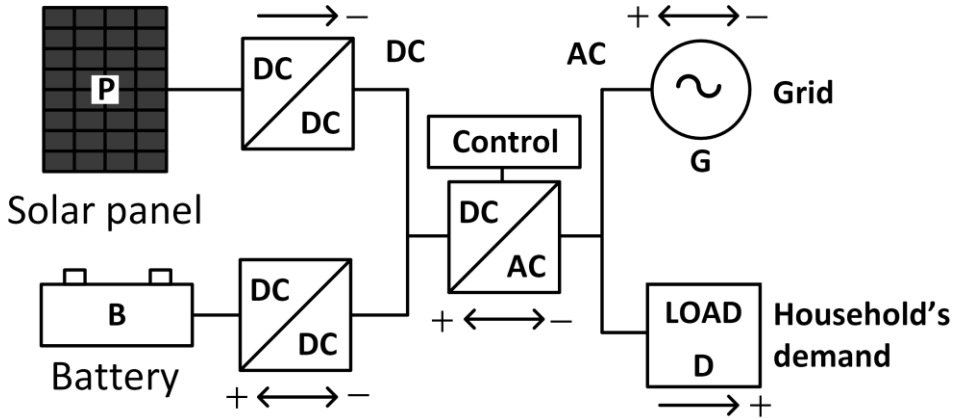 → −
+ ↔ −
DC
AC
P
DC
DC
Grid
G
Control
Solar panel
DC
AC
+ ↔ −
B
DC
DC
LOAD
D
Household's
demand
Battery
+ ↔ −
→ +